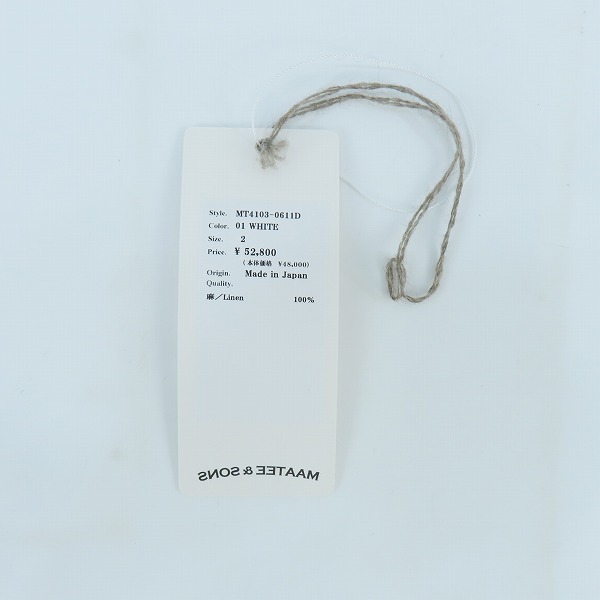 Style. MT4103-0611D
Color. 01 WHITE
Size. 2
Price. ¥ 52,800
(本体価格 ¥48,000)
Origin. Made in Japan
Quality.
麻/Linen 100%
MAATEE & SONS